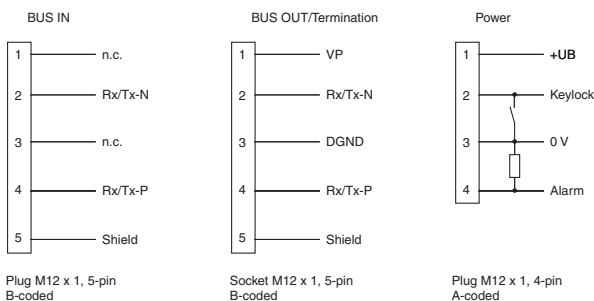 BUS IN
1 n.c.
2 Rx/Tx-N
3 n.c.
4 Rx/Tx-P
5 Shield
Plug M12 x 1, 5-pin
B-coded
BUS OUT/Termination
1 VP
2 Rx/Tx-N
3 DGND
4 Rx/Tx-P
5 Shield
Socket M12 x 1, 5-pin
B-coded
Power
1 +UB
2 Keylock
3 0 V
4 Alarm
Plug M12 x 1, 4-pin
A-coded